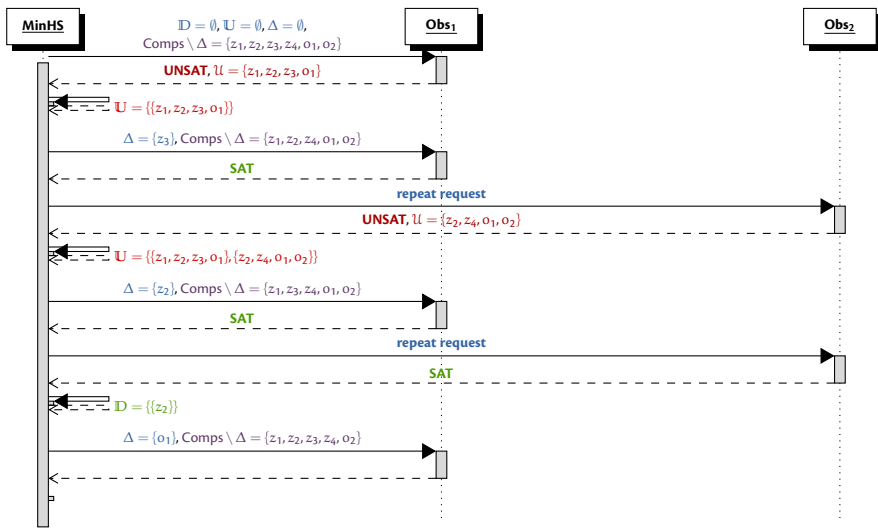 MinHS
Obs₁
Obs₂
𝔻 = ∅, 𝕌 = ∅, Δ = ∅,
Comps \ Δ = {z₁, z₂, z₃, z₄, o₁, o₂}
UNSAT, 𝒰 = {z₁, z₂, z₃, o₁}
𝕌 = {{z₁, z₂, z₃, o₁}}
Δ = {z₃}, Comps \ Δ = {z₁, z₂, z₄, o₁, o₂}
SAT
repeat request
UNSAT, 𝒰 = {z₂, z₄, o₁, o₂}
𝕌 = {{z₁, z₂, z₃, o₁}, {z₂, z₄, o₁, o₂}}
Δ = {z₂}, Comps \ Δ = {z₁, z₃, z₄, o₁, o₂}
SAT
repeat request
SAT
𝔻 = {{z₂}}
Δ = {o₁}, Comps \ Δ = {z₁, z₂, z₃, z₄, o₂}